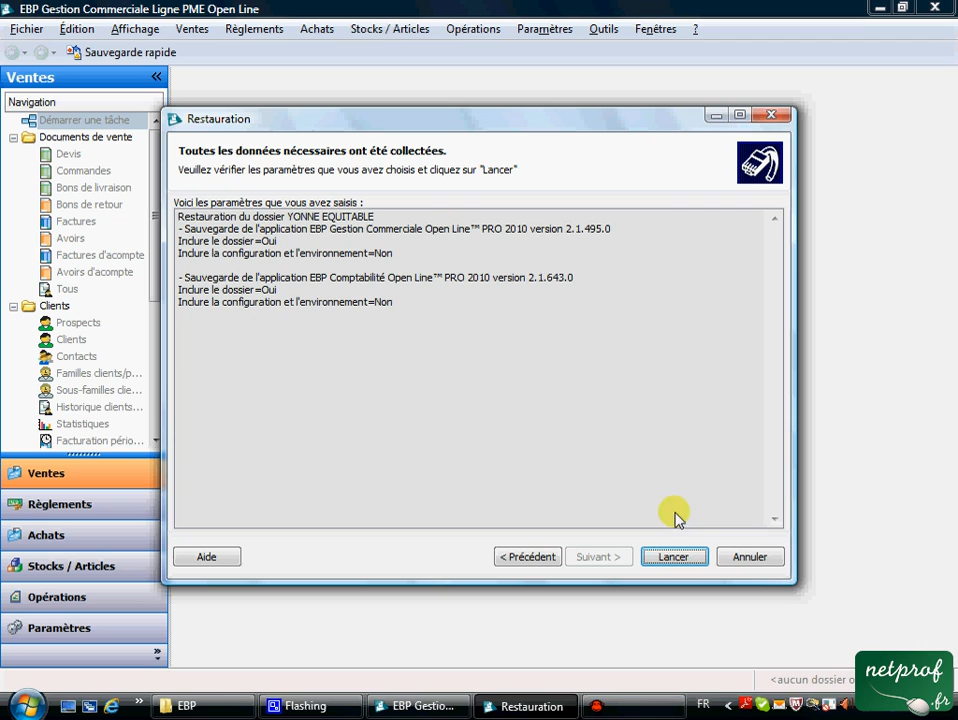 EBP Gestion Commerciale Ligne PME Open Line
Fichier Édition Affichage Ventes Règlements Achats Stocks / Articles Opérations Paramètres Outils Fenêtres ?
Sauvegarde rapide
Ventes
Navigation
Démarrer une tâche
Documents de vente
Devis
Commandes
Bons de livraison
Bons de retour
Factures
Avoirs
Factures d'acompte
Avoirs d'acompte
Tous
Clients
Prospects
Clients
Contacts
Familles clients/p...
Sous-familles clie...
Historique clients...
Statistiques
Facturation pério...
Ventes
Règlements
Achats
Stocks / Articles
Opérations
Paramètres
Restauration
Toutes les données nécessaires ont été collectées.
Veuillez vérifier les paramètres que vous avez choisis et cliquez sur "Lancer"
Voici les paramètres que vous avez saisis :
Restauration du dossier YONNE EQUITABLE
- Sauvegarde de l'application EBP Gestion Commerciale Open Line™ PRO 2010 version 2.1.495.0
Inclure le dossier=Oui
Inclure la configuration et l'environnement=Non
- Sauvegarde de l'application EBP Comptabilité Open Line™ PRO 2010 version 2.1.643.0
Inclure le dossier=Oui
Inclure la configuration et l'environnement=Non
Aide < Précédent Suivant > Lancer Annuler
<aucun dossier o
netprof
.fr
EBP Flashing EBP Gestio... Restauration FR